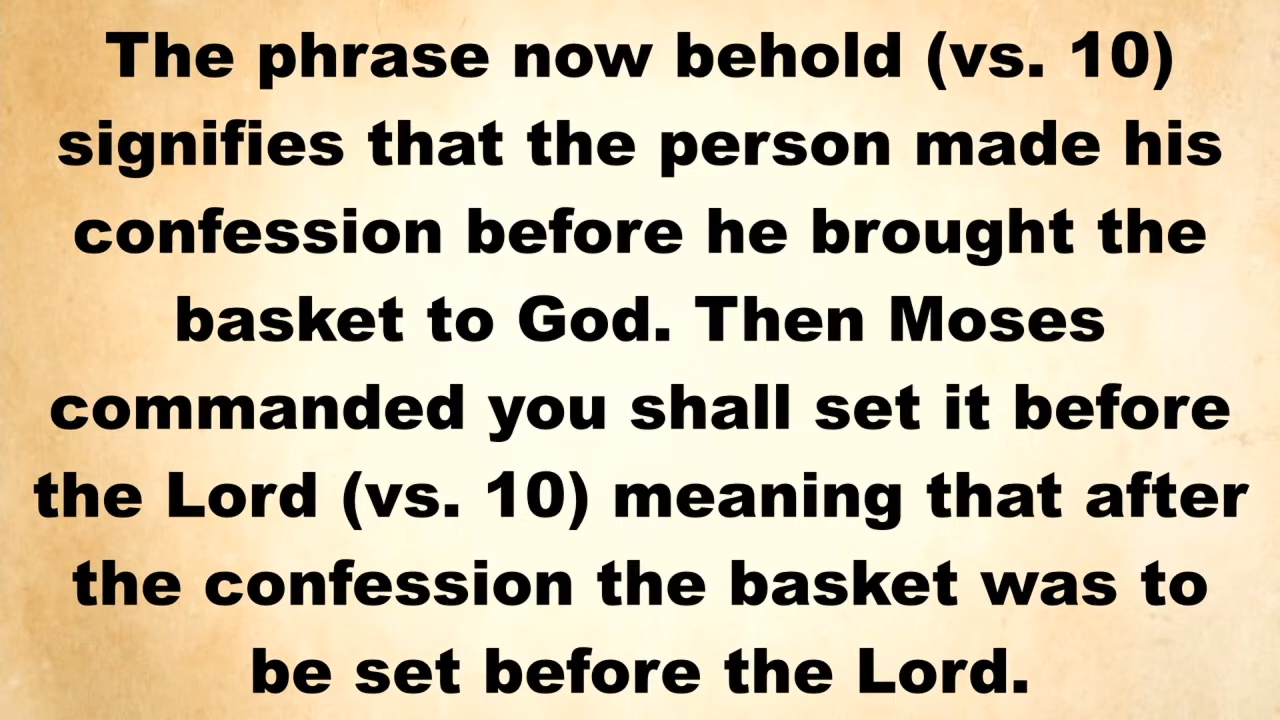 The phrase now behold (vs. 10)
signifies that the person made his
confession before he brought the
basket to God. Then Moses
commanded you shall set it before
the Lord (vs. 10) meaning that after
the confession the basket was to
be set before the Lord.